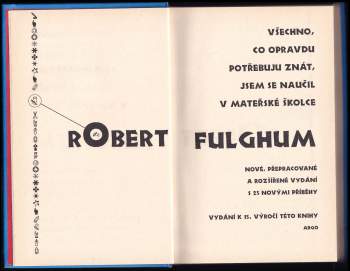 VŠECHNO,
CO OPRAVDU
POTŘEBUJU ZNÁT,
JSEM SE NAUČIL
V MATEŘSKÉ ŠKOLCE
ROBERT FULGHUM
NOVÉ, PŘEPRACOVANÉ
A ROZŠÍŘENÉ VYDÁNÍ
S 25 NOVÝMI PŘÍBĚHY
VYDÁNÍ K 15. VÝROČÍ TÉTO KNIHY
ARGO